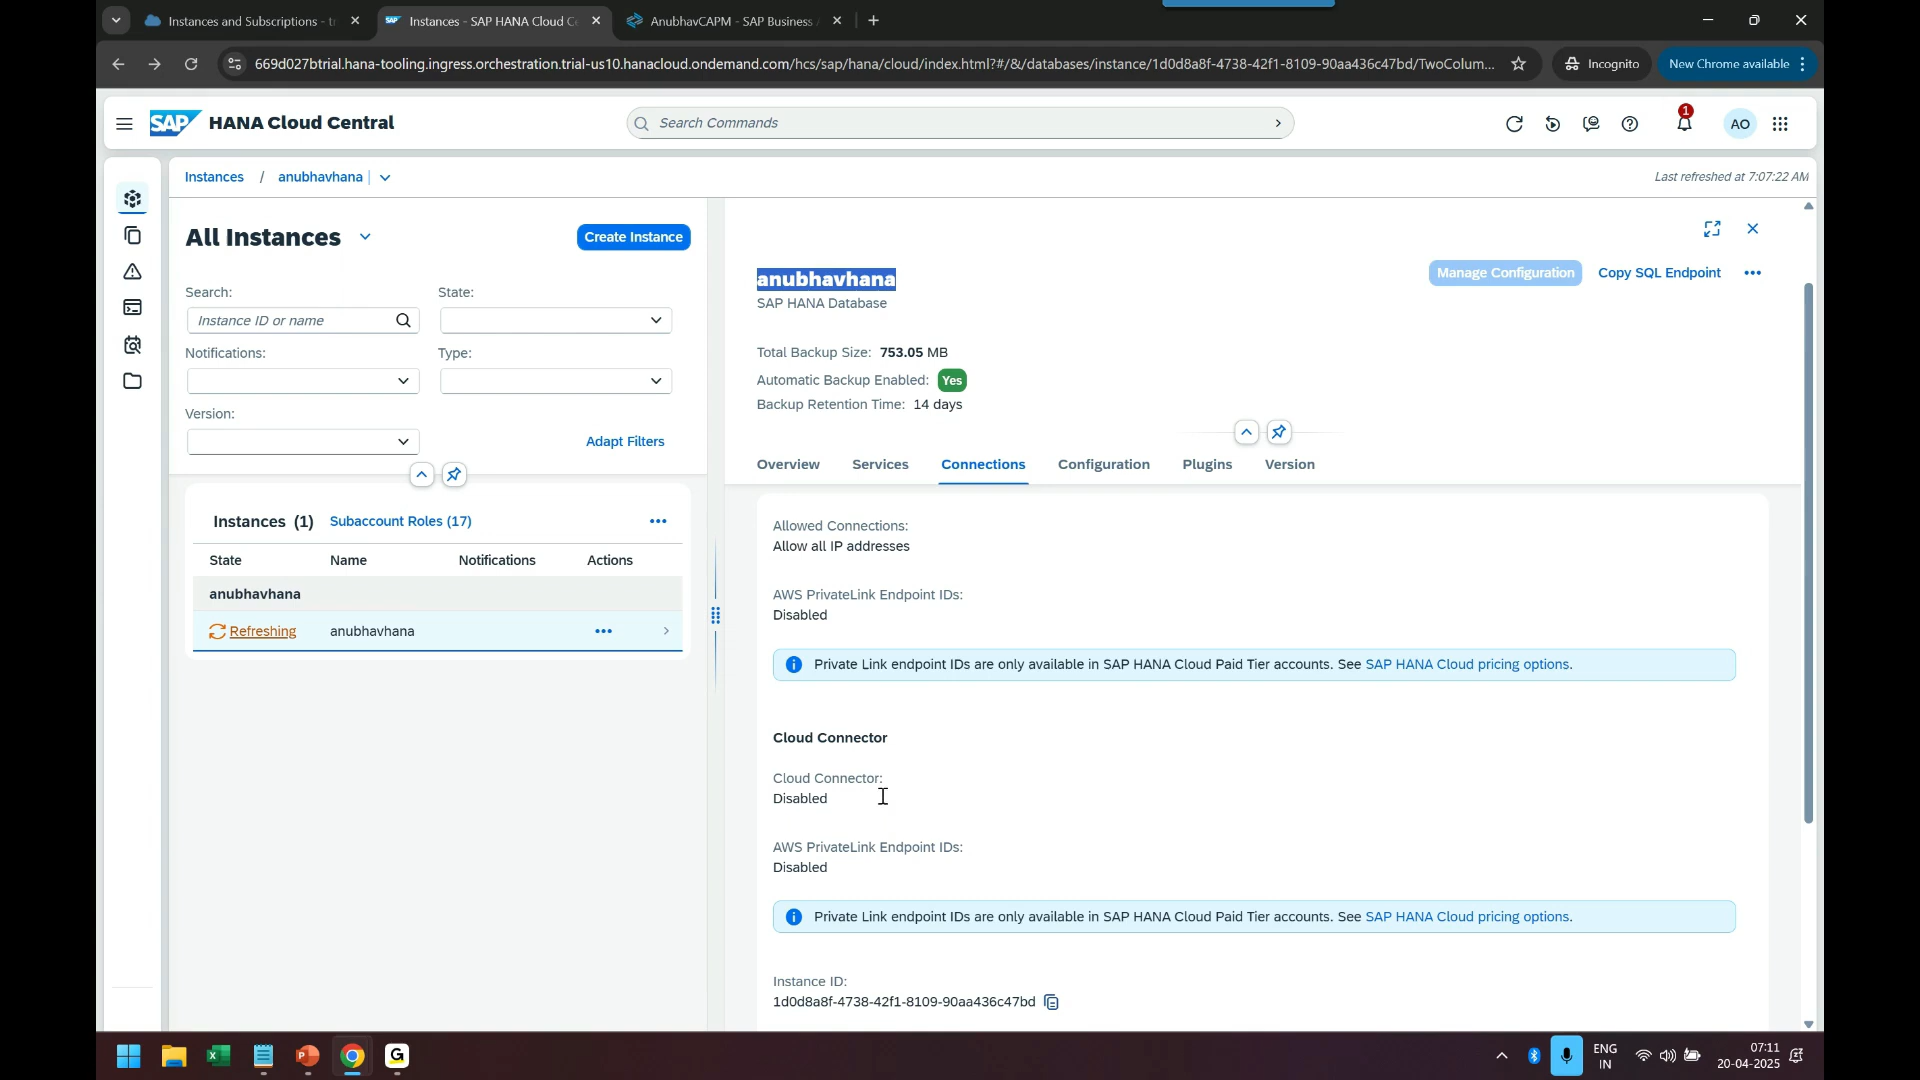 Instances and Subscriptions - tr
Instances - SAP HANA Cloud Ce
AnubhavCAPM - SAP Business A
669d027btrial.hana-tooling.ingress.orchestration.trial-us10.hanacloud.ondemand.com/hcs/sap/hana/cloud/index.html?#/&/databases/instance/1d0d8a8f-4738-42f1-8109-90aa436c47bd/TwoColum...
Incognito
New Chrome available
SAP HANA Cloud Central
Search Commands
1
AO
Instances / anubhavhana
Last refreshed at 7:07:22 AM
All Instances
Create Instance
Search:
State:
Instance ID or name
Notifications:
Type:
Version:
Adapt Filters
Instances (1) Subaccount Roles (17)
State Name Notifications Actions
anubhavhana
Refreshing anubhavhana
anubhavhana
SAP HANA Database
Manage Configuration
Copy SQL Endpoint
Total Backup Size: 753.05 MB
Automatic Backup Enabled: Yes
Backup Retention Time: 14 days
Overview Services Connections Configuration Plugins Version
Allowed Connections:
Allow all IP addresses
AWS PrivateLink Endpoint IDs:
Disabled
Private Link endpoint IDs are only available in SAP HANA Cloud Paid Tier accounts. See SAP HANA Cloud pricing options.
Cloud Connector
Cloud Connector:
Disabled
AWS PrivateLink Endpoint IDs:
Disabled
Private Link endpoint IDs are only available in SAP HANA Cloud Paid Tier accounts. See SAP HANA Cloud pricing options.
Instance ID:
1d0d8a8f-4738-42f1-8109-90aa436c47bd
ENG
IN
07:11
20-04-2025